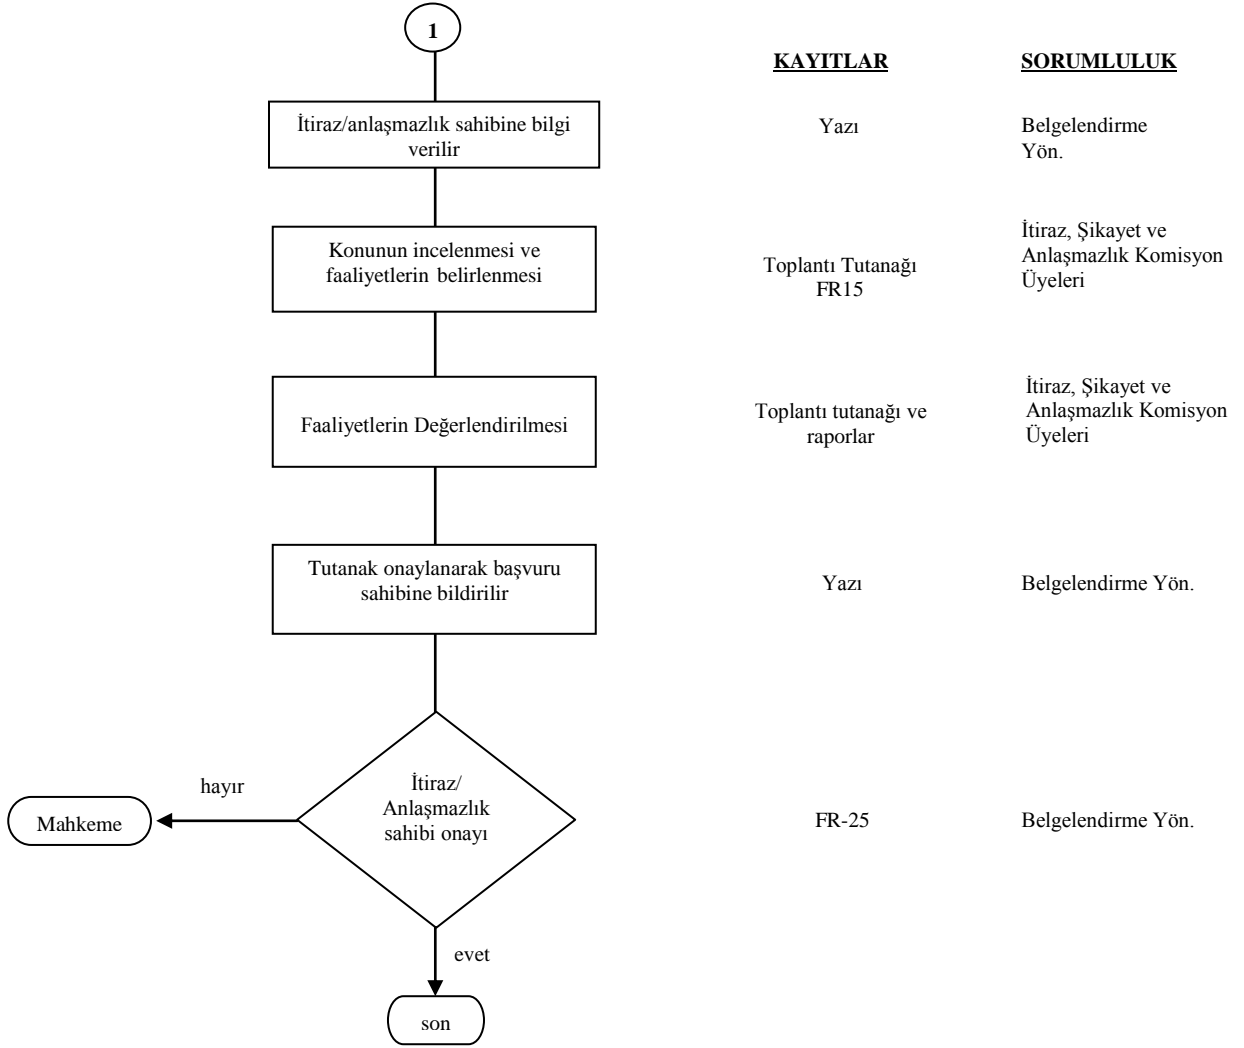 1
KAYITLAR
SORUMLULUK
İtiraz/anlaşmazlık sahibine bilgi
verilir
Yazı
Belgelendirme
Yön.
Konunun incelenmesi ve
faaliyetlerin belirlenmesi
Toplantı Tutanağı
FR15
İtiraz, Şikayet ve
Anlaşmazlık Komisyon
Üyeleri
Faaliyetlerin Değerlendirilmesi
Toplantı tutanağı ve
raporlar
İtiraz, Şikayet ve
Anlaşmazlık Komisyon
Üyeleri
Tutanak onaylanarak başvuru
sahibine bildirilir
Yazı
Belgelendirme Yön.
İtiraz/
Anlaşmazlık
sahibi onayı
hayır
Mahkeme
FR-25
Belgelendirme Yön.
evet
son